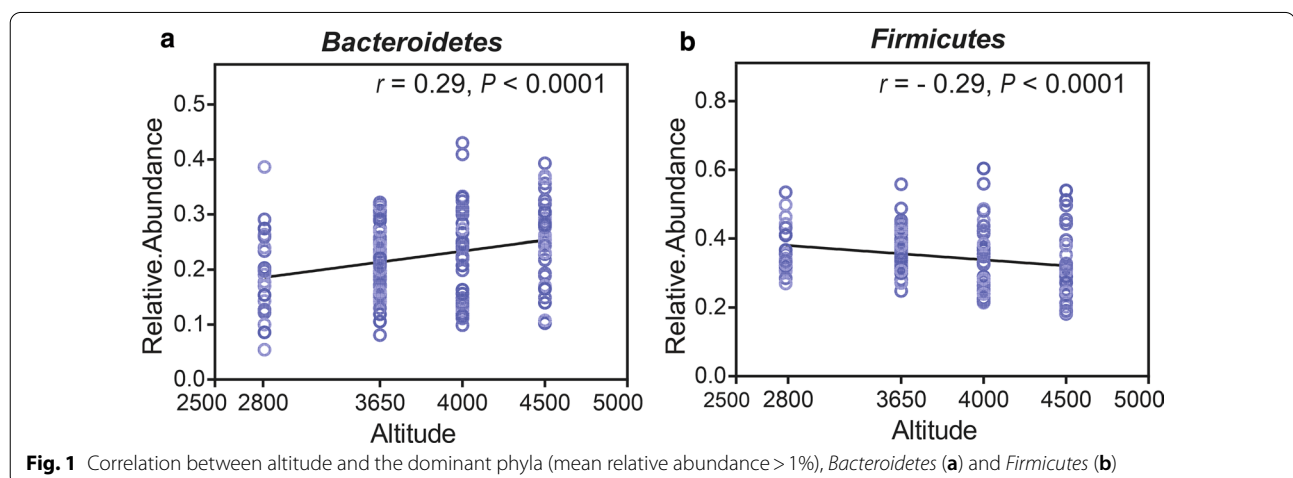 a
Bacteroidetes
r = 0.29, P < 0.0001
Relative.Abundance
0.5
0.4
0.3
0.2
0.1
0.0
2500 2800 3650 4000 4500 5000
Altitude
b
Firmicutes
r = - 0.29, P < 0.0001
Relative.Abundance
0.8
0.6
0.4
0.2
0.0
2500 2800 3650 4000 4500 5000
Altitude
Fig. 1 Correlation between altitude and the dominant phyla (mean relative abundance > 1%), Bacteroidetes (a) and Firmicutes (b)